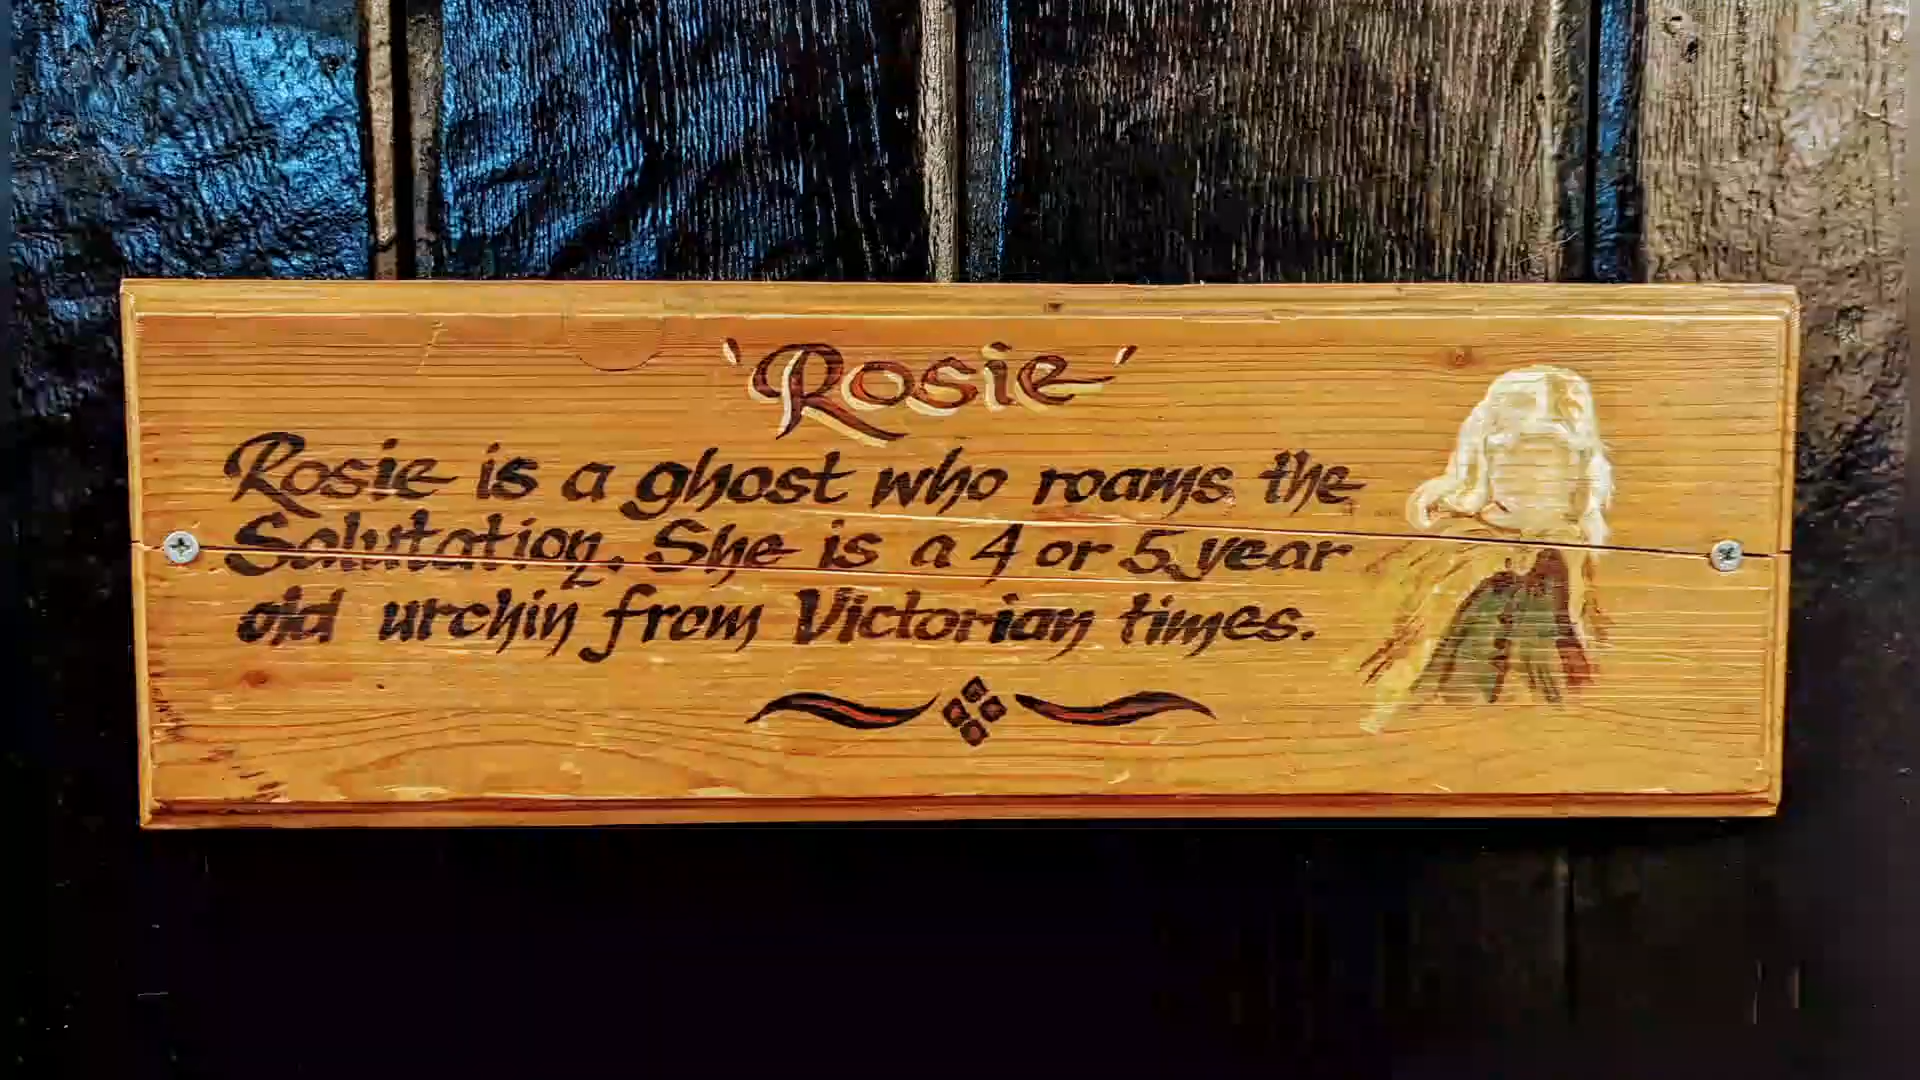 'Rosie'
Rosie is a ghost who roams the
Salutation. She is a 4 or 5 year
old urchin from Victorian times.